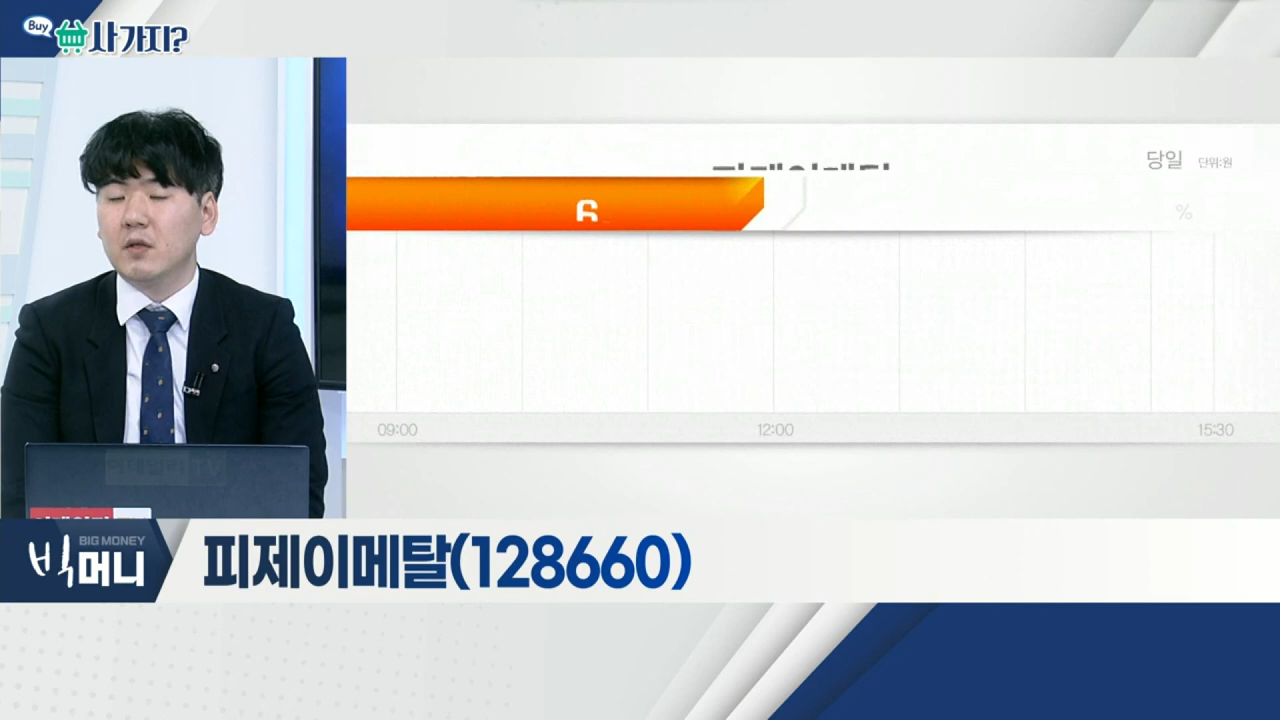 Buy
사가지?
당일 단위:원
%
09:00 12:00 15:30
BIG MONEY
빅머니
피제이메탈(128660)